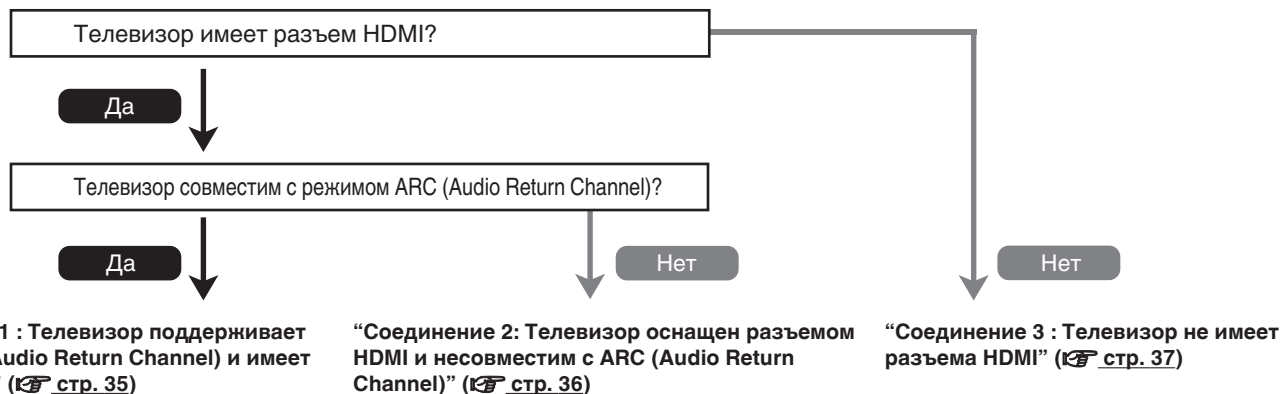 Телевизор имеет разъем HDMI?
Да
Телевизор совместим с режимом ARC (Audio Return Channel)?
Да
Нет
Нет
1 : Телевизор поддерживает
Audio Return Channel) и имеет
” (☞ стр. 35)
“Соединение 2: Телевизор оснащен разъемом
HDMI и несовместим с ARC (Audio Return
Channel)” (☞ стр. 36)
“Соединение 3 : Телевизор не имеет
разъема HDMI” (☞ стр. 37)